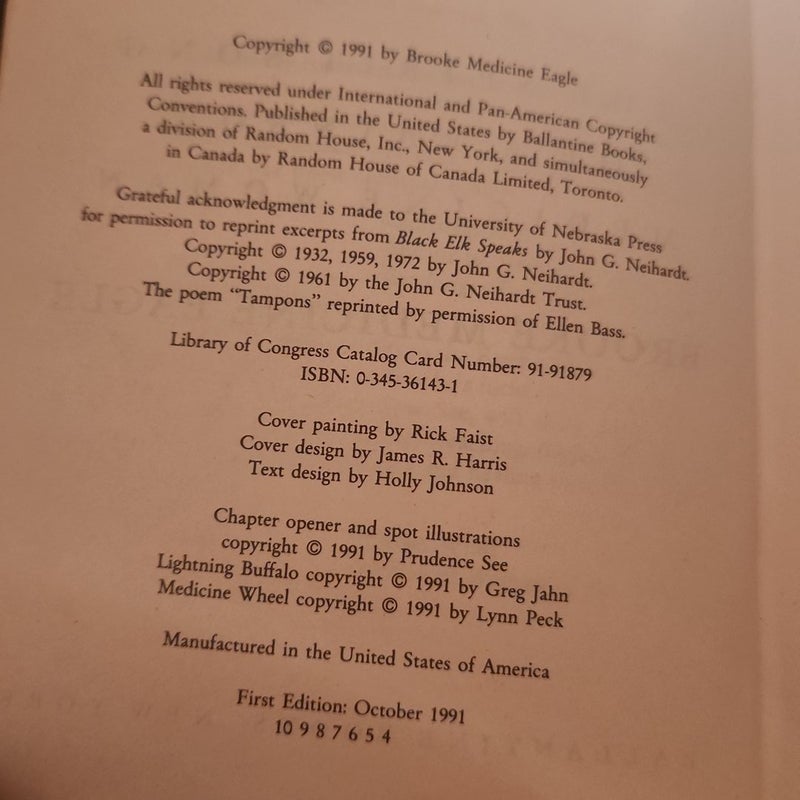 Copyright © 1991 by Brooke Medicine Eagle
All rights reserved under International and Pan-American Copyright
Conventions. Published in the United States by Ballantine Books,
a division of Random House, Inc., New York, and simultaneously
in Canada by Random House of Canada Limited, Toronto.
Grateful acknowledgment is made to the University of Nebraska Press
for permission to reprint excerpts from Black Elk Speaks by John G. Neihardt.
Copyright © 1932, 1959, 1972 by John G. Neihardt.
Copyright © 1961 by the John G. Neihardt Trust.
The poem “Tampons” reprinted by permission of Ellen Bass.
Library of Congress Catalog Card Number: 91-91879
ISBN: 0-345-36143-1
Cover painting by Rick Faist
Cover design by James R. Harris
Text design by Holly Johnson
Chapter opener and spot illustrations
copyright © 1991 by Prudence See
Lightning Buffalo copyright © 1991 by Greg Jahn
Medicine Wheel copyright © 1991 by Lynn Peck
Manufactured in the United States of America
First Edition: October 1991
10 9 8 7 6 5 4